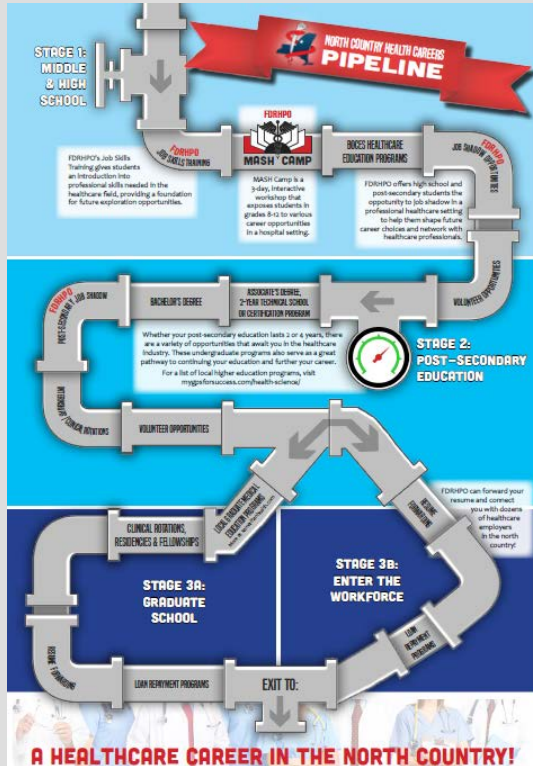 NORTH COUNTRY HEALTH CAREERS
PIPELINE
STAGE 1:
MIDDLE
& HIGH
SCHOOL
FDRHPO
JOB SKILLS TRAINING
FDRHPO's Job Skills
Training gives students
an introduction into
professional skills needed in the
healthcare field, providing a foundation
for future exploration opportunities.
FDRHPO
MASH CAMP
MASH Camp is a
3-day, interactive
workshop that
exposes students in
grades 8-12 to various
career opportunities
in a hospital setting.
BOCES HEALTHCARE
EDUCATION PROGRAMS
FDRHPO
JOB SHADOW OPPORTUNITIES
FDRHPO offers high school and
post-secondary students the
oppotunity to job shadow in a
professional healthcare setting
to help them shape future
career choices and network with
healthcare professionals.
VOLUNTEER OPPORTUNITIES
STAGE 2:
POST-SECONDARY
EDUCATION
ASSOCIATE'S DEGREE,
2-YEAR TECHNICAL SCHOOL
OR CERTIFICATION PROGRAM
BACHELOR'S DEGREE
Whether your post-secondary education lasts 2 or 4 years, there
are a variety of opportunities that await you in the healthcare
industry. These undergraduate programs also serve as a great
pathway to continuing your education and further your career.
For a list of local higher education programs, visit
mygpsforsuccess.com/health-science/
FDRHPO
POST-SECONDARY JOB SHADOW
INTERNSHIP / CLINICAL ROTATIONS
VOLUNTEER OPPORTUNITIES
LOCAL GRADUATE MEDICAL
EDUCATION PROGRAMS
CLINICAL ROTATIONS,
RESIDENCIES & FELLOWSHIPS
STAGE 3A:
GRADUATE
SCHOOL
RESUME FORWARDING
LOAN REPAYMENT PROGRAMS
RESUME
FORWARDING
FDRHPO can forward your
resume and connect
you with dozens
of healthcare
employers
in the north
country!
STAGE 3B:
ENTER THE
WORKFORCE
LOAN
REPAYMENT
PROGRAMS
EXIT TO:
A HEALTHCARE CAREER IN THE NORTH COUNTRY!